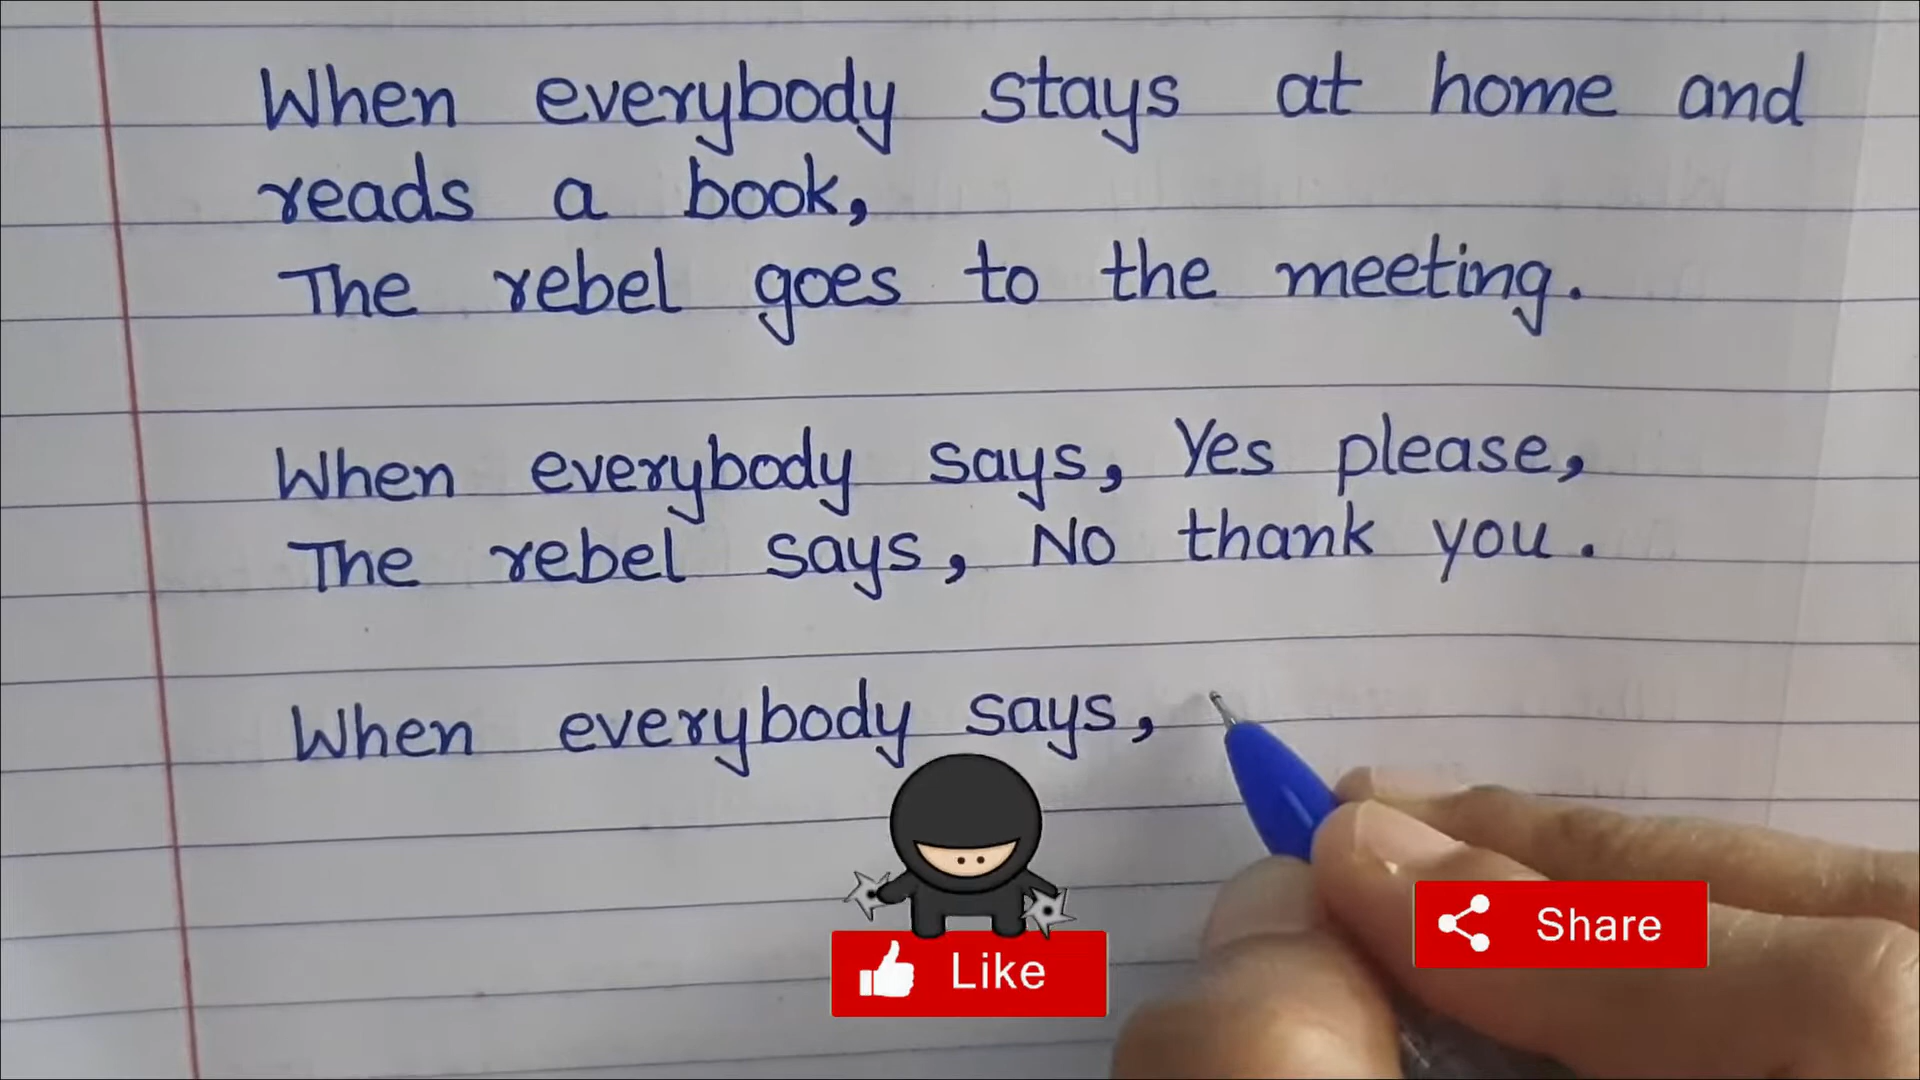 When everybody stays at home and
reads a book,
The rebel goes to the meeting.
When everybody says, Yes please,
The rebel says, No thank you.
When everybody says,
Like
Share